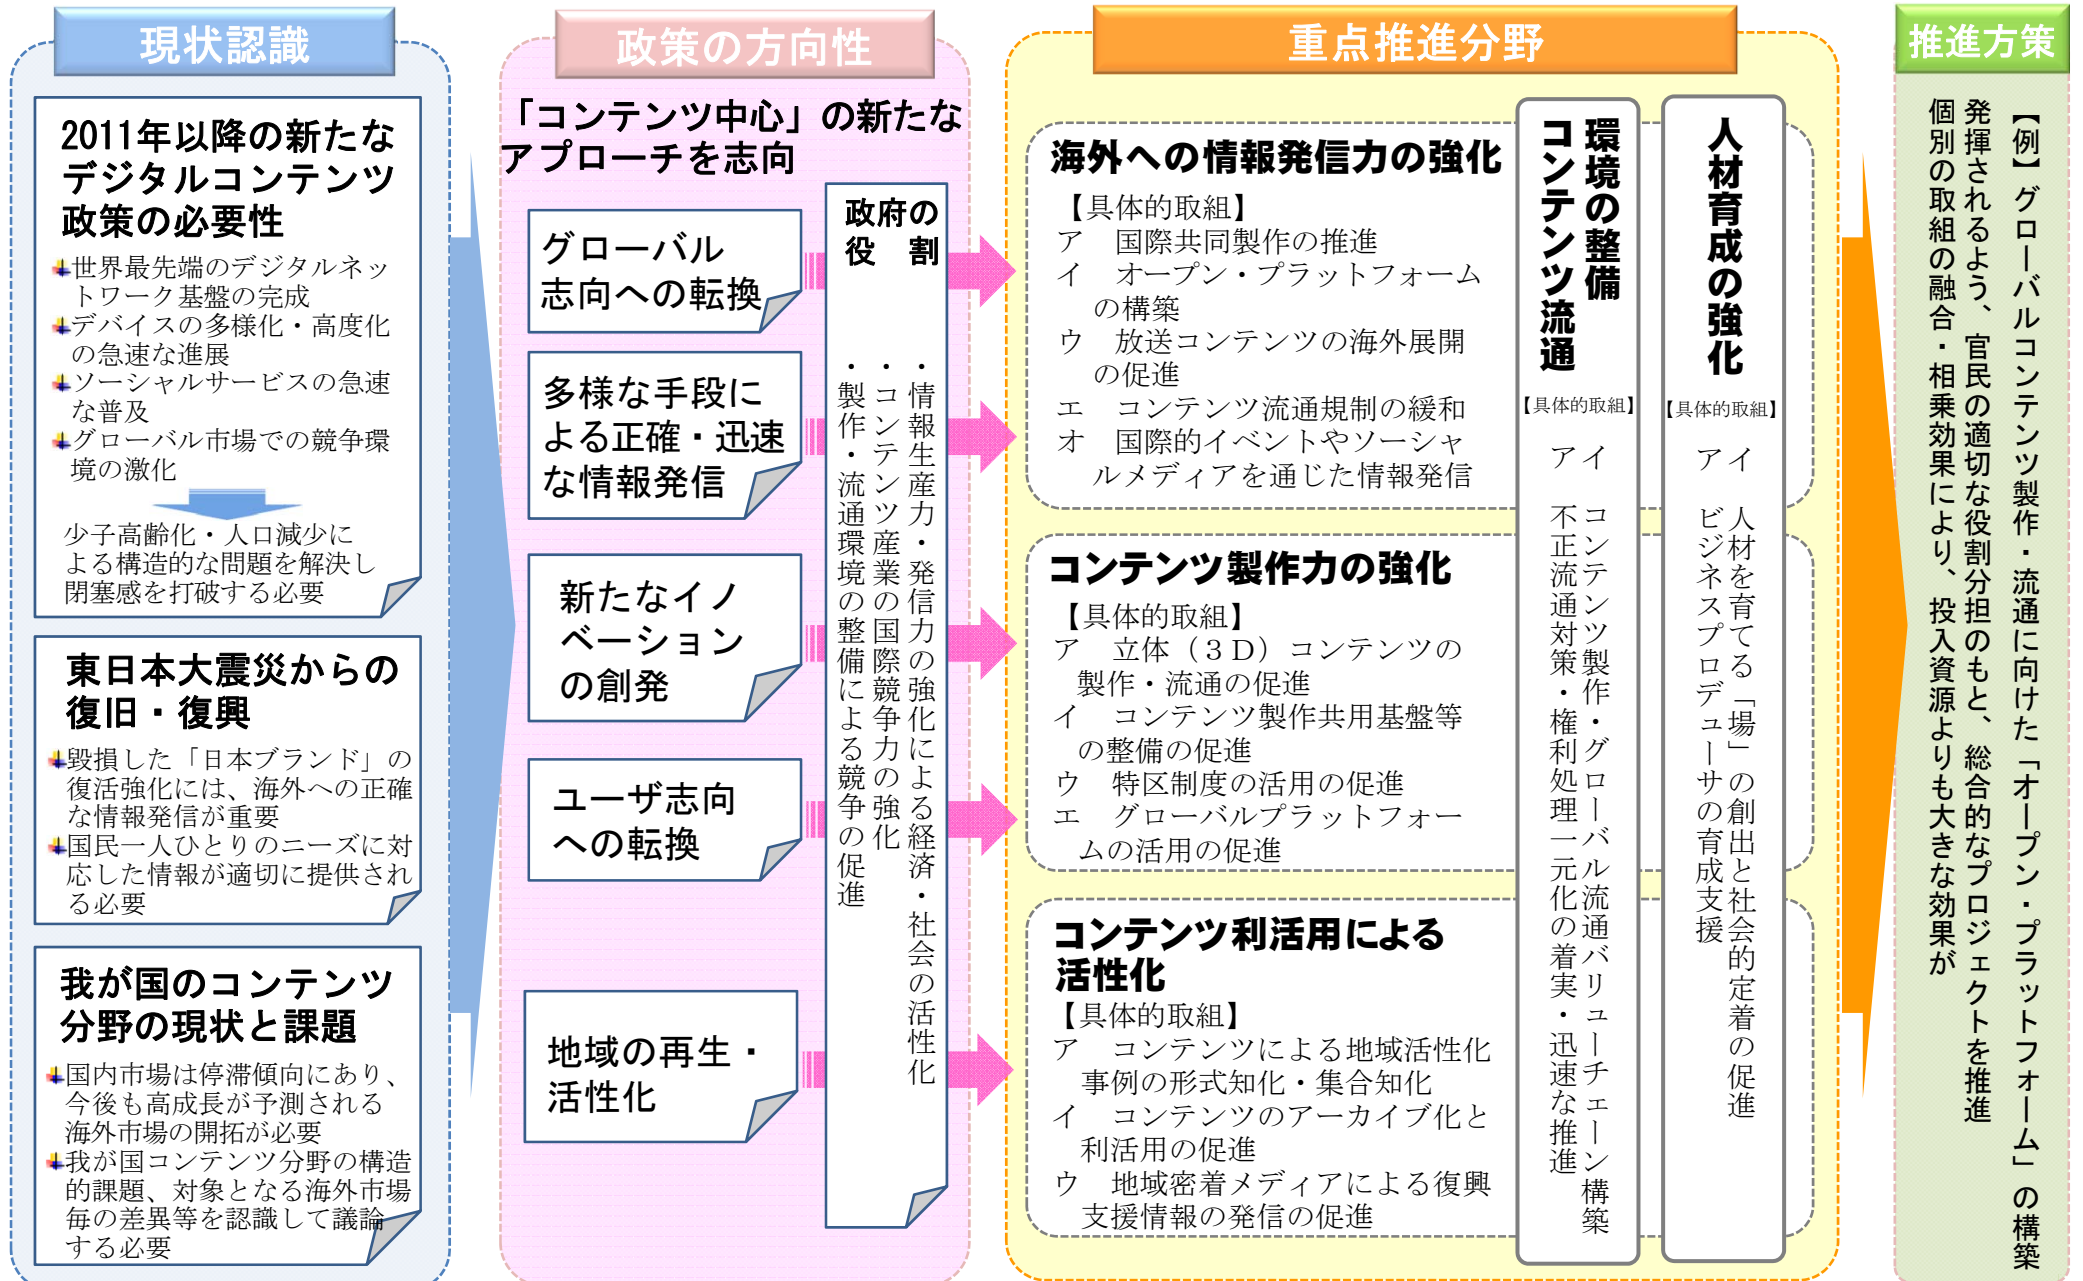 現状認識
2011年以降の新たな
デジタルコンテンツ
政策の必要性
世界最先端のデジタルネッ
トワーク基盤の完成
デバイスの多様化・高度化
の急速な進展
ソーシャルサービスの急速
な普及
グローバル市場での競争環
境の激化
少子高齢化・人口減少に
よる構造的な問題を解決し
閉塞感を打破する必要
東日本大震災からの
復旧・復興
毀損した「日本ブランド」の
復活強化には、海外への正確
な情報発信が重要
国民一人ひとりのニーズに対
応した情報が適切に提供され
る必要
我が国のコンテンツ
分野の現状と課題
国内市場は停滞傾向にあり、
今後も高成長が予測される
海外市場の開拓が必要
我が国コンテンツ分野の構造
的課題、対象となる海外市場
毎の差異等を認識して議論
する必要
政策の方向性
「コンテンツ中心」の新たな
アプローチを志向
グローバル
志向への転換
多様な手段に
よる正確・迅速
な情報発信
新たなイノ
ベーション
の創発
ユーザ志向
への転換
地域の再生・
活性化
政府の
役　割
・情報生産力・発信力の強化による経済・社会の活性化
・コンテンツ産業の国際競争力の強化
・製作・流通環境の整備による競争の促進
重点推進分野
海外への情報発信力の強化
【具体的取組】
ア　国際共同製作の推進
イ　オープン・プラットフォーム
の構築
ウ　放送コンテンツの海外展開
の促進
エ　コンテンツ流通規制の緩和
オ　国際的イベントやソーシャ
ルメディアを通じた情報発信
コンテンツ製作力の強化
【具体的取組】
ア　立体（３Ｄ）コンテンツの
製作・流通の促進
イ　コンテンツ製作共用基盤等
の整備の促進
ウ　特区制度の活用の促進
エ　グローバルプラットフォー
ムの活用の促進
コンテンツ利活用による
活性化
【具体的取組】
ア　コンテンツによる地域活性化
事例の形式知化・集合知化
イ　コンテンツのアーカイブ化と
利活用の促進
ウ　地域密着メディアによる復興
支援情報の発信の促進
環境の整備
コンテンツ流通
【具体的取組】
イ　コンテンツ製作・グローバル流通バリューチェーン構築
ア　不正流通対策・権利処理一元化の着実・迅速な推進
人材育成の強化
【具体的取組】
イ　人材を育てる「場」の創出と社会的定着の促進
ア　ビジネスプロデューサの育成支援
推進方策
【例】グローバルコンテンツ製作・流通に向けた「オープン・プラットフォーム」の構築
発揮されるよう、官民の適切な役割分担のもと、総合的なプロジェクトを推進
個別の取組の融合・相乗効果により、投入資源よりも大きな効果が